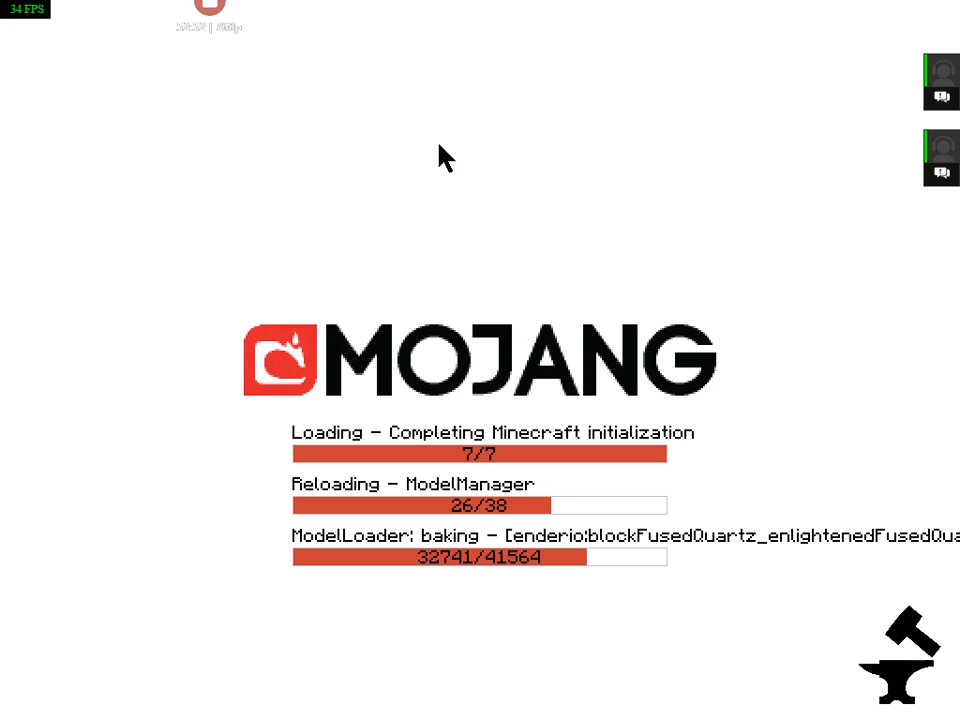 34 FPS
MOJANG
Loading - Completing Minecraft initialization
7/7
Reloading - ModelManager
26/38
ModelLoader: baking - [enderio:blockFusedQuartz_enlightenedFusedQua
32741/41564